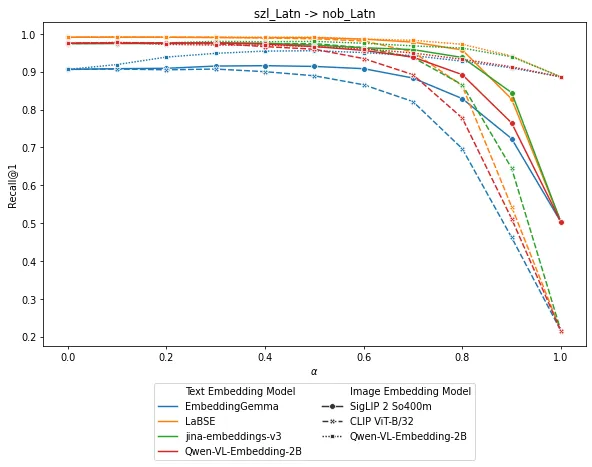 szl_Latn -> nob_Latn
Recall@1
1.0
0.9
0.8
0.7
0.6
0.5
0.4
0.3
0.2
0.0 0.2 0.4 0.6 0.8 1.0
α
Text Embedding Model Image Embedding Model
EmbeddingGemma SigLIP 2 So400m
LaBSE CLIP ViT-B/32
jina-embeddings-v3 Qwen-VL-Embedding-2B
Qwen-VL-Embedding-2B